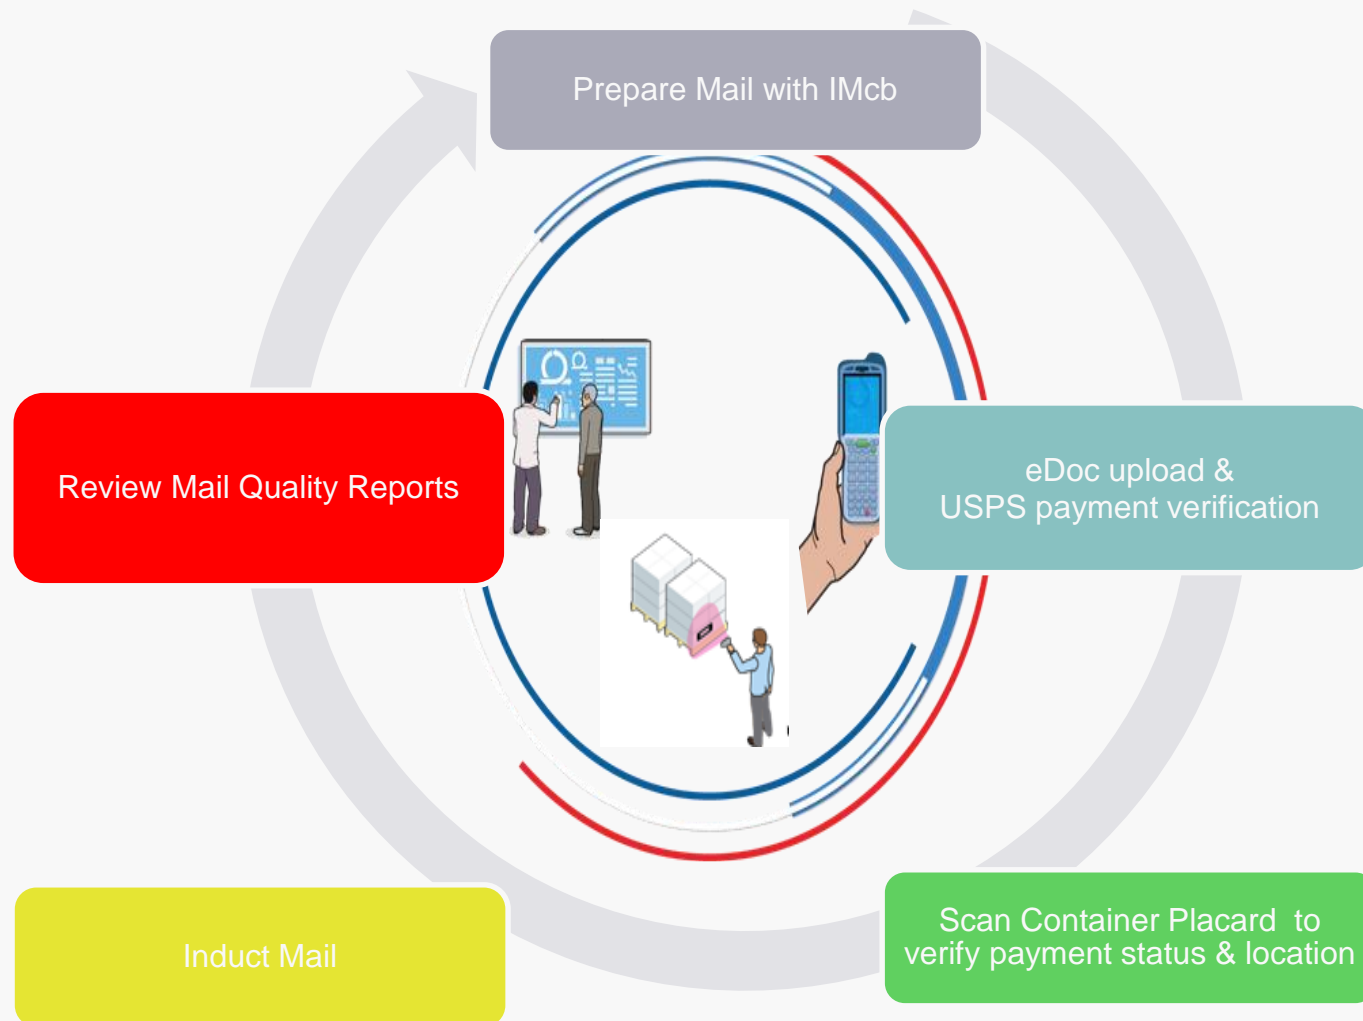 Prepare Mail with IMcb
eDoc upload &
USPS payment verification
Scan Container Placard to
verify payment status & location
Induct Mail
Review Mail Quality Reports